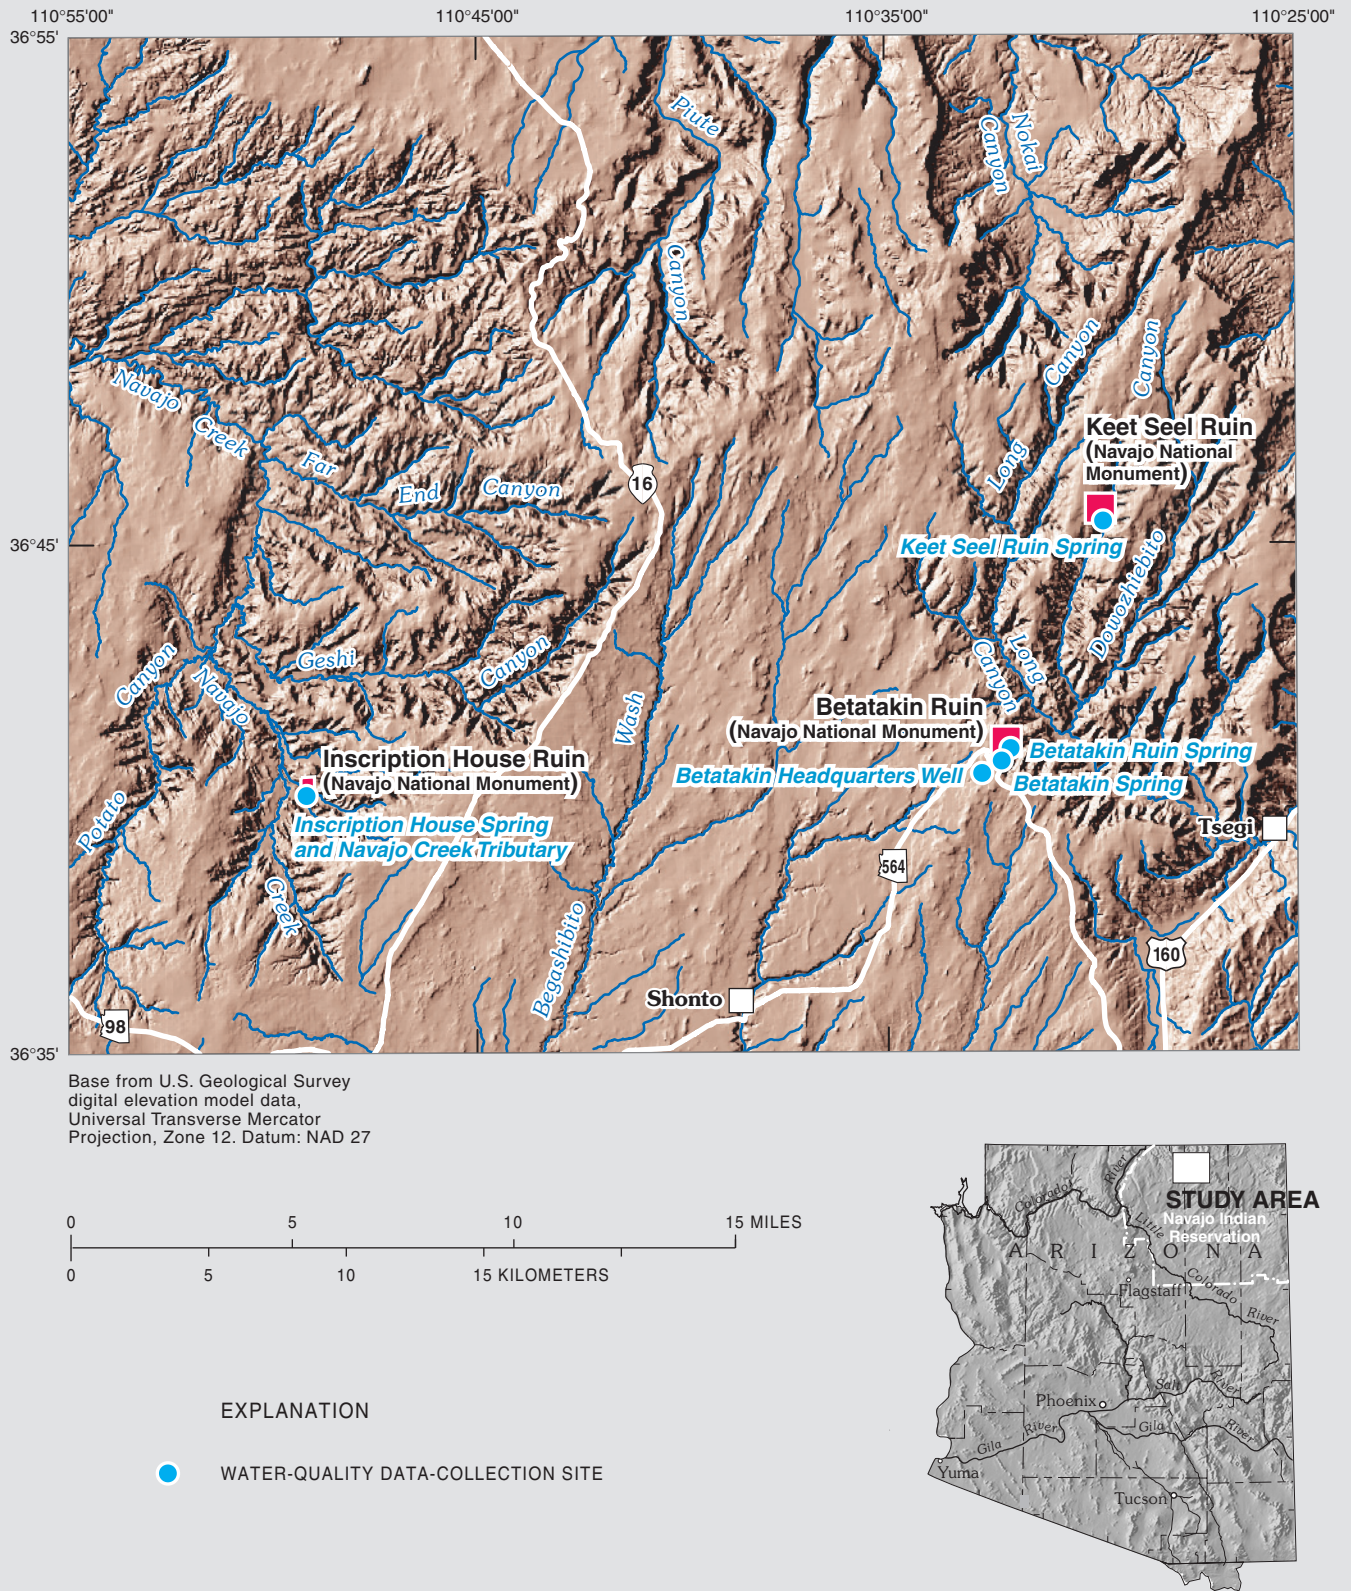 110°55'00" 110°45'00" 110°35'00" 110°25'00"
36°55'
Piute
Nokai
Canyon
Canyon
Canyon
Canyon
Navajo
Creek
Keet Seel Ruin
(Navajo National
Monument)
Far
End
Canyon
Long
16
36°45'
Keet Seel Ruin Spring
Dowozhiebito
Geshi
Canyon
Canyon
Long
Canyon
Navajo
Wash
Betatakin Ruin
(Navajo National Monument)
Betatakin Ruin Spring
Inscription House Ruin
(Navajo National Monument)
Betatakin Headquarters Well
Betatakin Spring
Potato
Inscription House Spring
and Navajo Creek Tributary
Tsegi
564
Creek
Begashibito
160
Shonto
98
36°35'
Base from U.S. Geological Survey
digital elevation model data,
Universal Transverse Mercator
Projection, Zone 12. Datum: NAD 27
0 5 10 15 MILES
0 5 10 15 KILOMETERS
EXPLANATION
WATER-QUALITY DATA-COLLECTION SITE
STUDY AREA
Navajo Indian
Reservation
Colorado
River
Little
ARIZONA
Flagstaff
Colorado
River
Salt
River
Phoenix
Gila
River
Gila
River
Yuma
Tucson